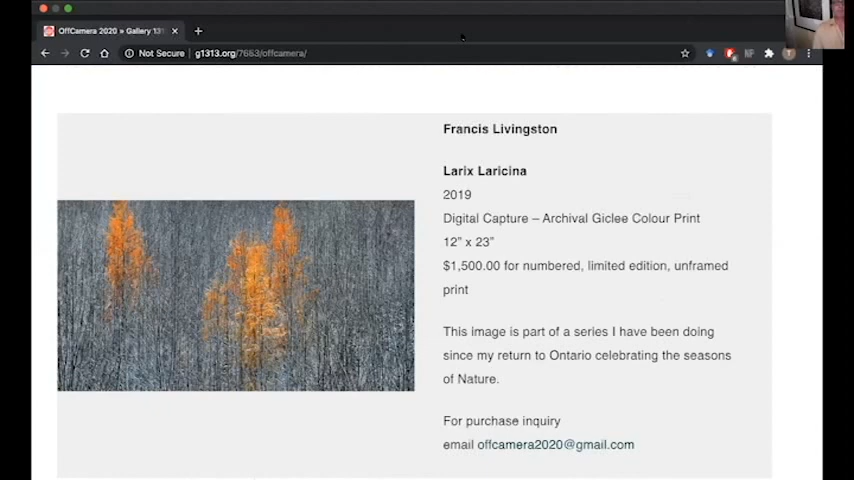 OffCamera 2020 » Gallery 131
Not Secure
g1313.org/7683/offcamera/
Francis Livingston
Larix Laricina
2019
Digital Capture – Archival Giclee Colour Print
12” x 23”
$1,500.00 for numbered, limited edition, unframed
print
This image is part of a series I have been doing
since my return to Ontario celebrating the seasons
of Nature.
For purchase inquiry
email offcamera2020@gmail.com